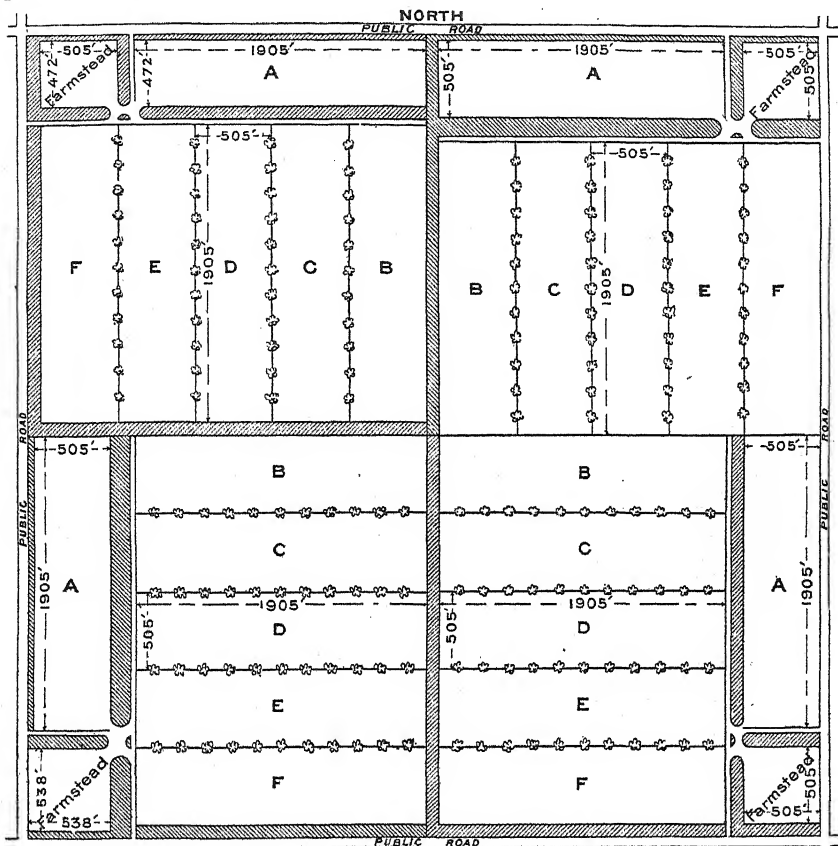 NORTH
PUBLIC ROAD
505' 1905' 1905' 505'
472' Farmstead 472' A 505' A Farmstead 505'
505' 505'
F E D C B B C D E F
1905' 1905'
PUBLIC ROAD
PUBLIC ROAD
505' B B 505'
A C C A
1905' 1905' 1905' 1905'
505' D 505' D
E E
538' Farmstead F F Farmstead 505'
538' 505'
PUBLIC ROAD